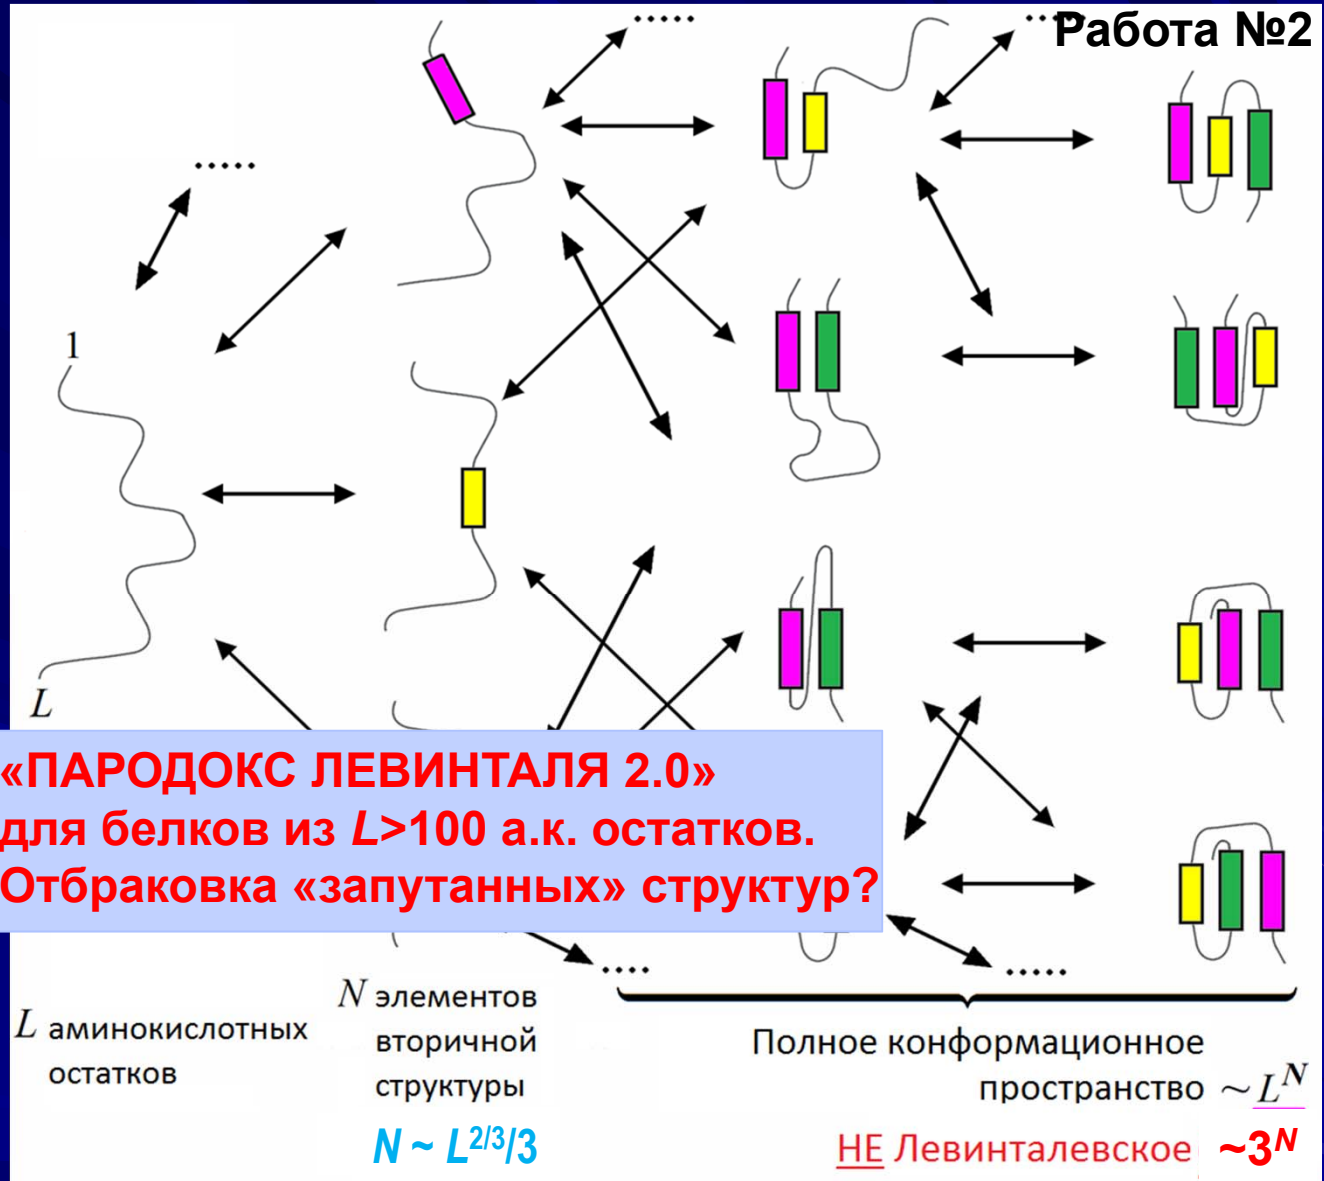 Работа №2
1
L
«ПАРОДОКС ЛЕВИНТАЛЯ 2.0»
для белков из L>100 а.к. остатков.
Отбраковка «запутанных» структур?
L аминокислотных
остатков
N элементов
вторичной
структуры
N ~ L^2/3/3
Полное конформационное
пространство ~ L^N
НЕ Левинталевское ~3^N